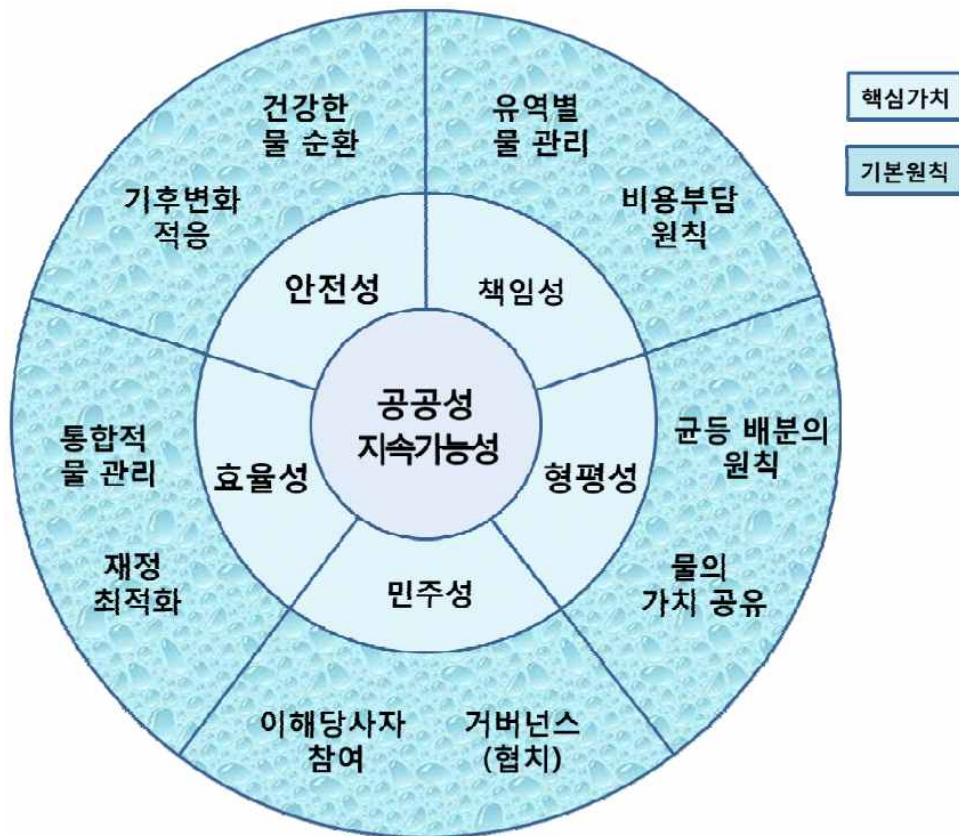 건강한
물 순환
유역별
물 관리
핵심가치
기본원칙
기후변화
적응
비용부담
원칙
안전성
책임성
공공성
지속가능성
통합적
물 관리
효율성
형평성
균등 배분의
원칙
재정
최적화
민주성
물의
가치 공유
이해당사자
참여
거버넌스
(협치)